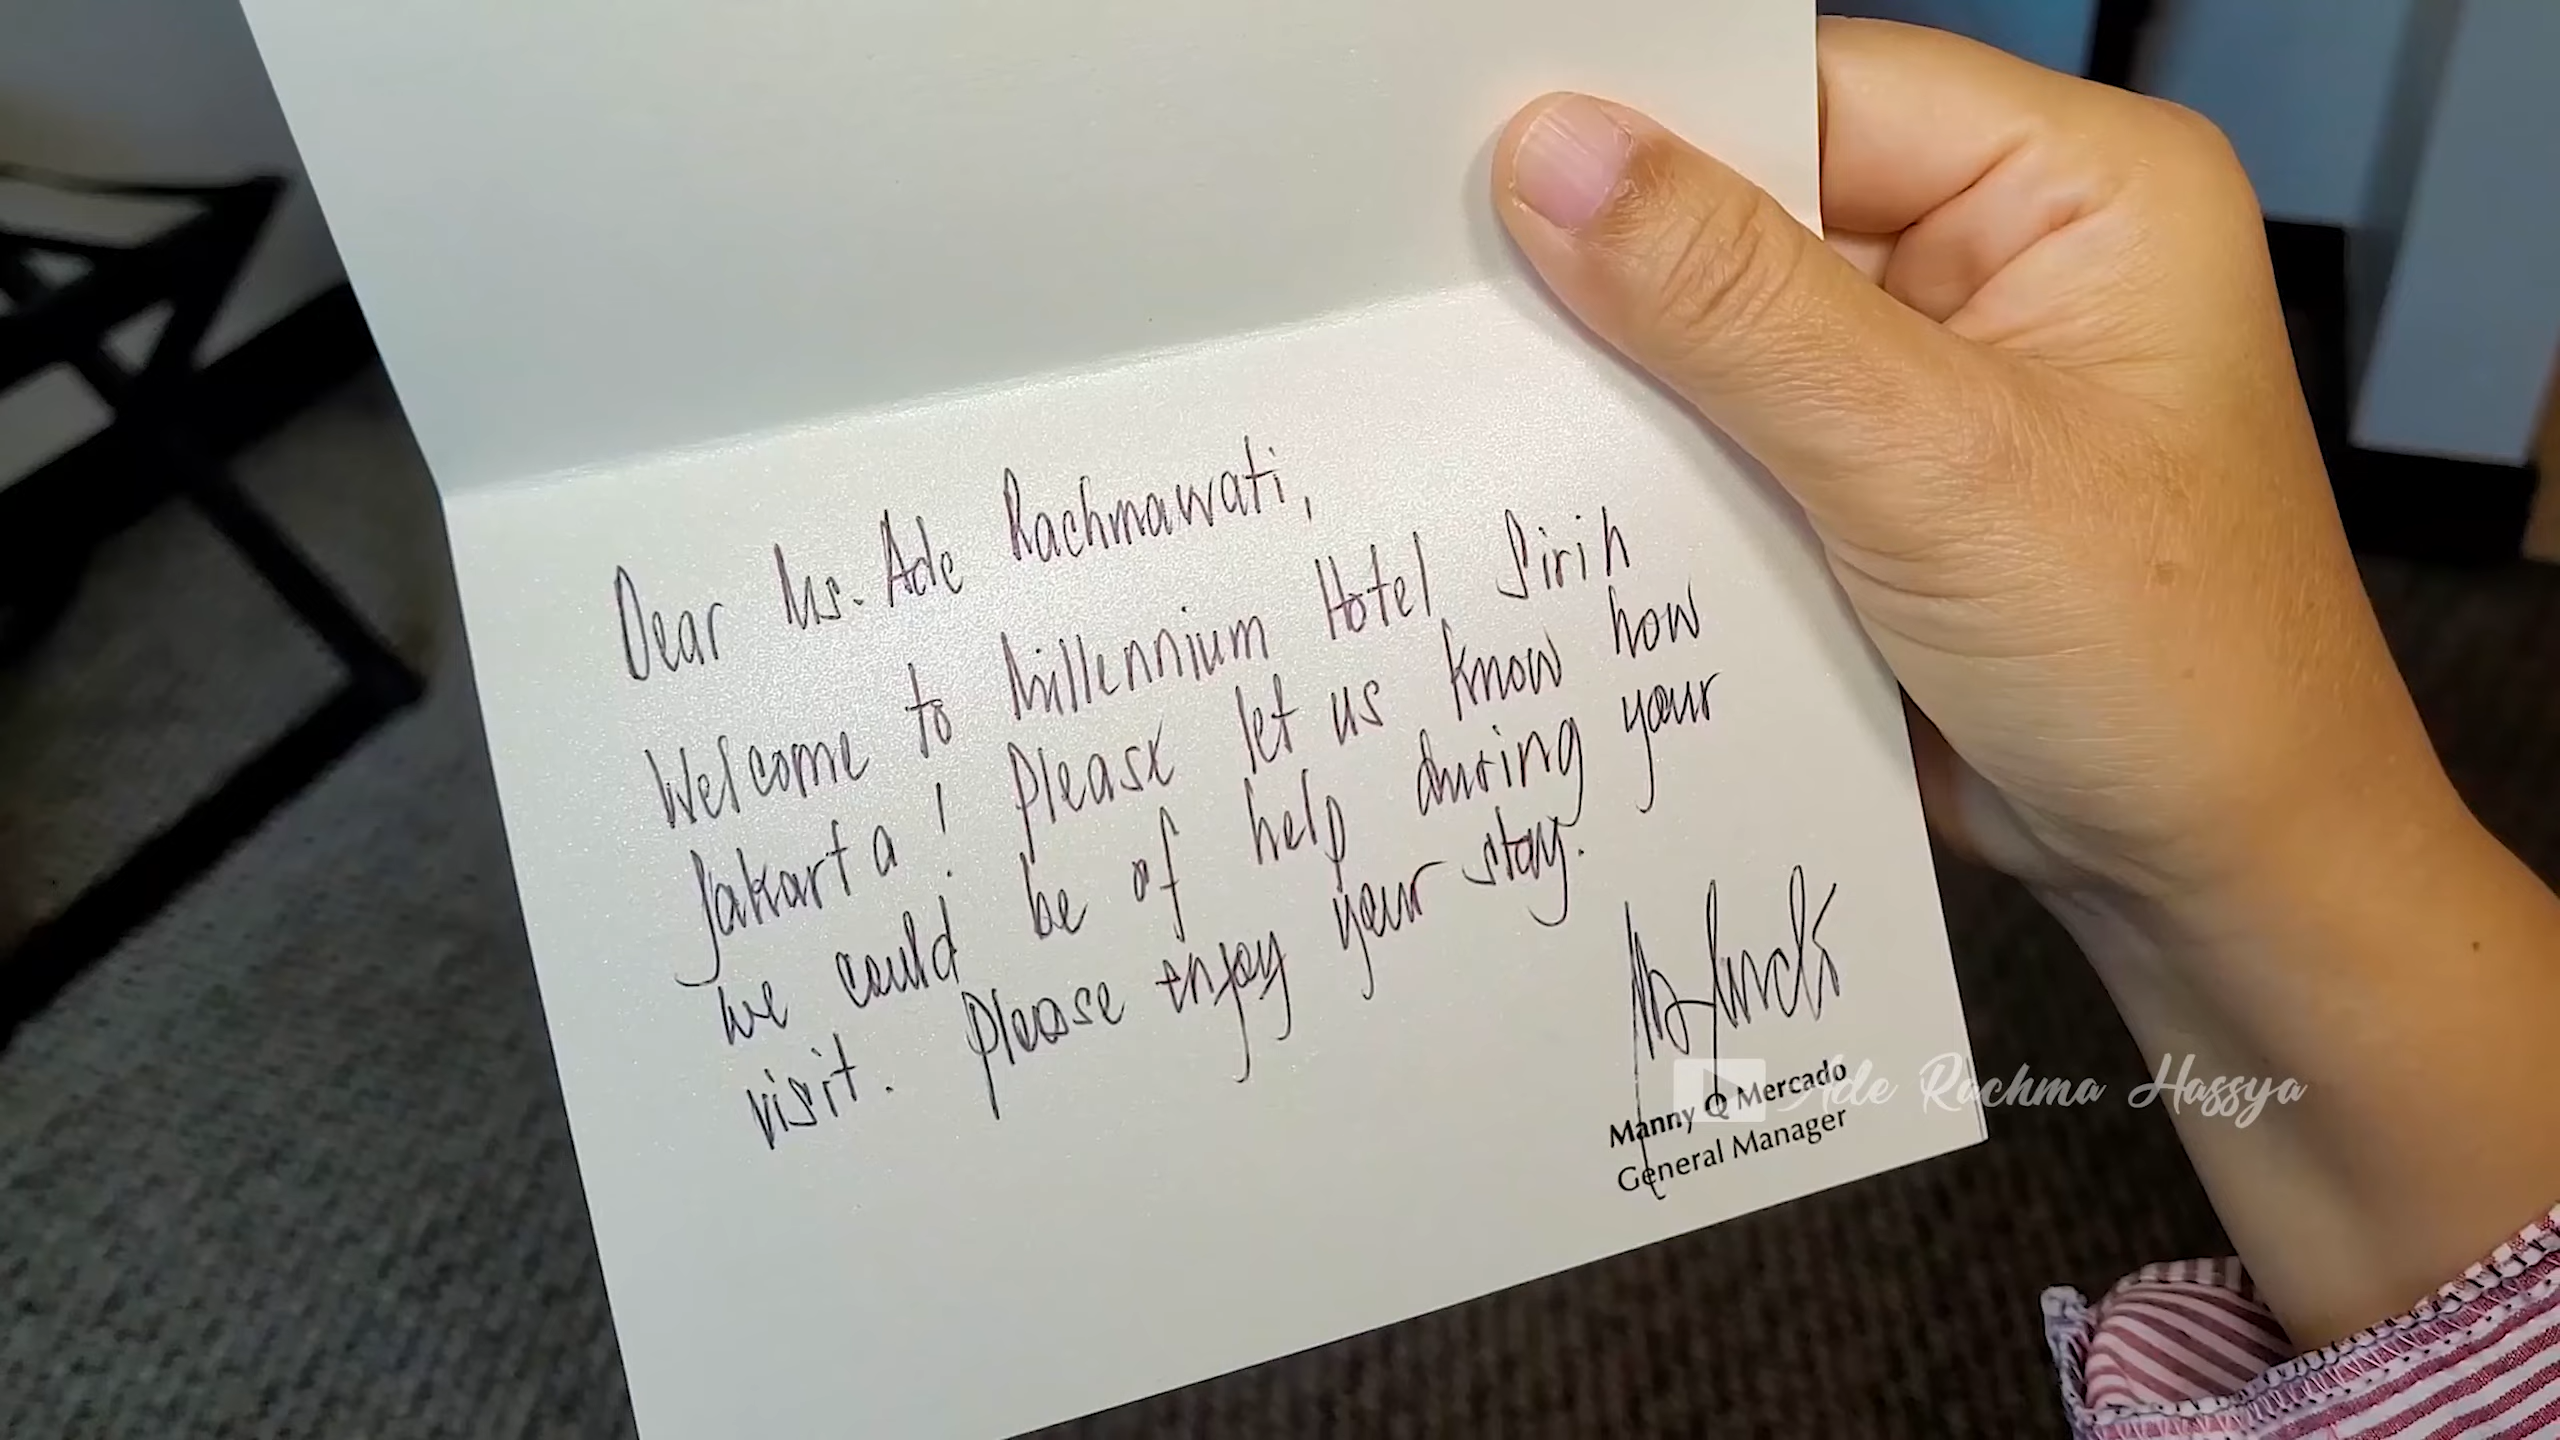 Dear Ms. Ade Rachmawati,
Welcome to Millennium Hotel Sirih
Jakarta! Please let us know how
we could be of help during your
visit. Please enjoy your stay.
Manny Q Mercado
General Manager
Ade Rachma Hassya